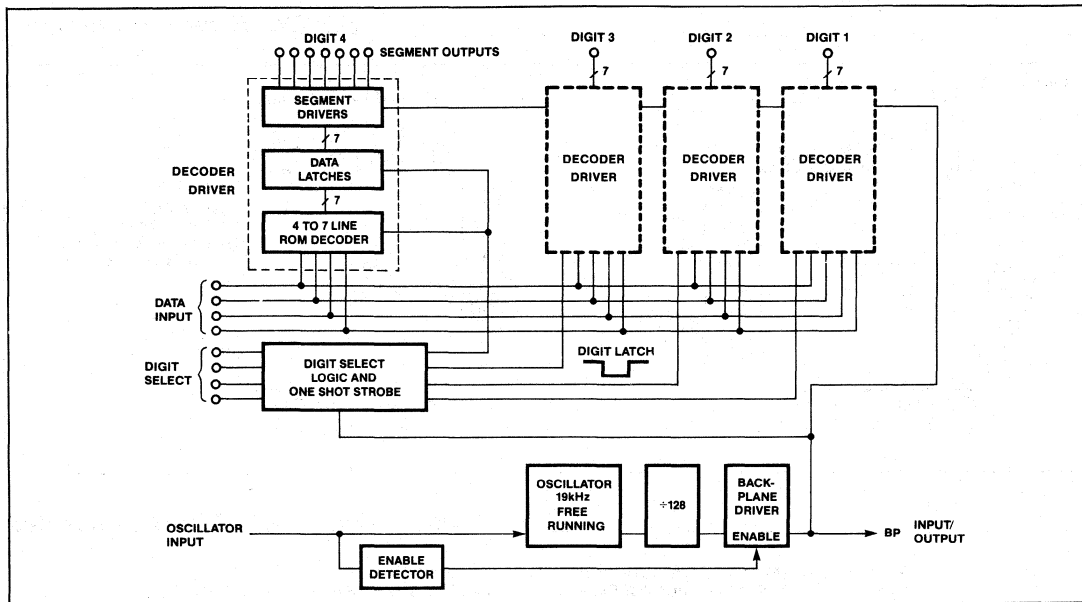 DIGIT 4
SEGMENT OUTPUTS
DIGIT 3
DIGIT 2
DIGIT 1
7
7
7
SEGMENT
DRIVERS
7
DATA
LATCHES
7
4 TO 7 LINE
ROM DECODER
DECODER
DRIVER
DECODER
DRIVER
DECODER
DRIVER
DECODER
DRIVER
DATA
INPUT
DIGIT
SELECT
DIGIT SELECT
LOGIC AND
ONE SHOT STROBE
DIGIT LATCH
OSCILLATOR
INPUT
OSCILLATOR
19kHz
FREE
RUNNING
÷128
BACK-
PLANE
DRIVER
ENABLE
BP
INPUT/
OUTPUT
ENABLE
DETECTOR